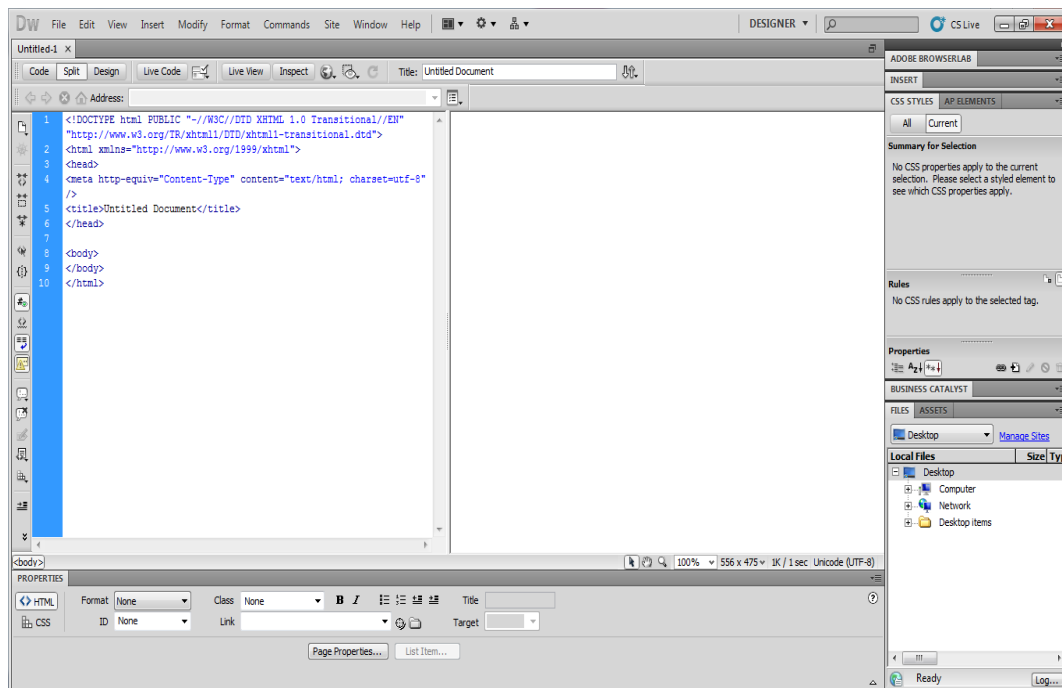 Dw File Edit View Insert Modify Format Commands Site Window Help DESIGNER CS Live
Untitled-1
Code Split Design Live Code Live View Inspect Title: Untitled Document
Address:
1 <!DOCTYPE html PUBLIC "-//W3C//DTD XHTML 1.0 Transitional//EN"
"http://www.w3.org/TR/xhtml1/DTD/xhtml1-transitional.dtd">
2 <html xmlns="http://www.w3.org/1999/xhtml">
3 <head>
4 <meta http-equiv="Content-Type" content="text/html; charset=utf-8"
/>
5 <title>Untitled Document</title>
6 </head>
7
8 <body>
9 </body>
10 </html>
<body> 100% 556 x 475 1K / 1 sec Unicode (UTF-8)
PROPERTIES
HTML Format None Class None B I Title
CSS ID None Link Target
Page Properties... List Item...
ADOBE BROWSERLAB
INSERT
CSS STYLES AP ELEMENTS
All Current
Summary for Selection
No CSS properties apply to the current
selection. Please select a styled element to
see which CSS properties apply.
Rules
No CSS rules apply to the selected tag.
Properties
BUSINESS CATALYST
FILES ASSETS
Desktop Manage Sites
Local Files Size Typ
Desktop
Computer
Network
Desktop items
Ready Log...